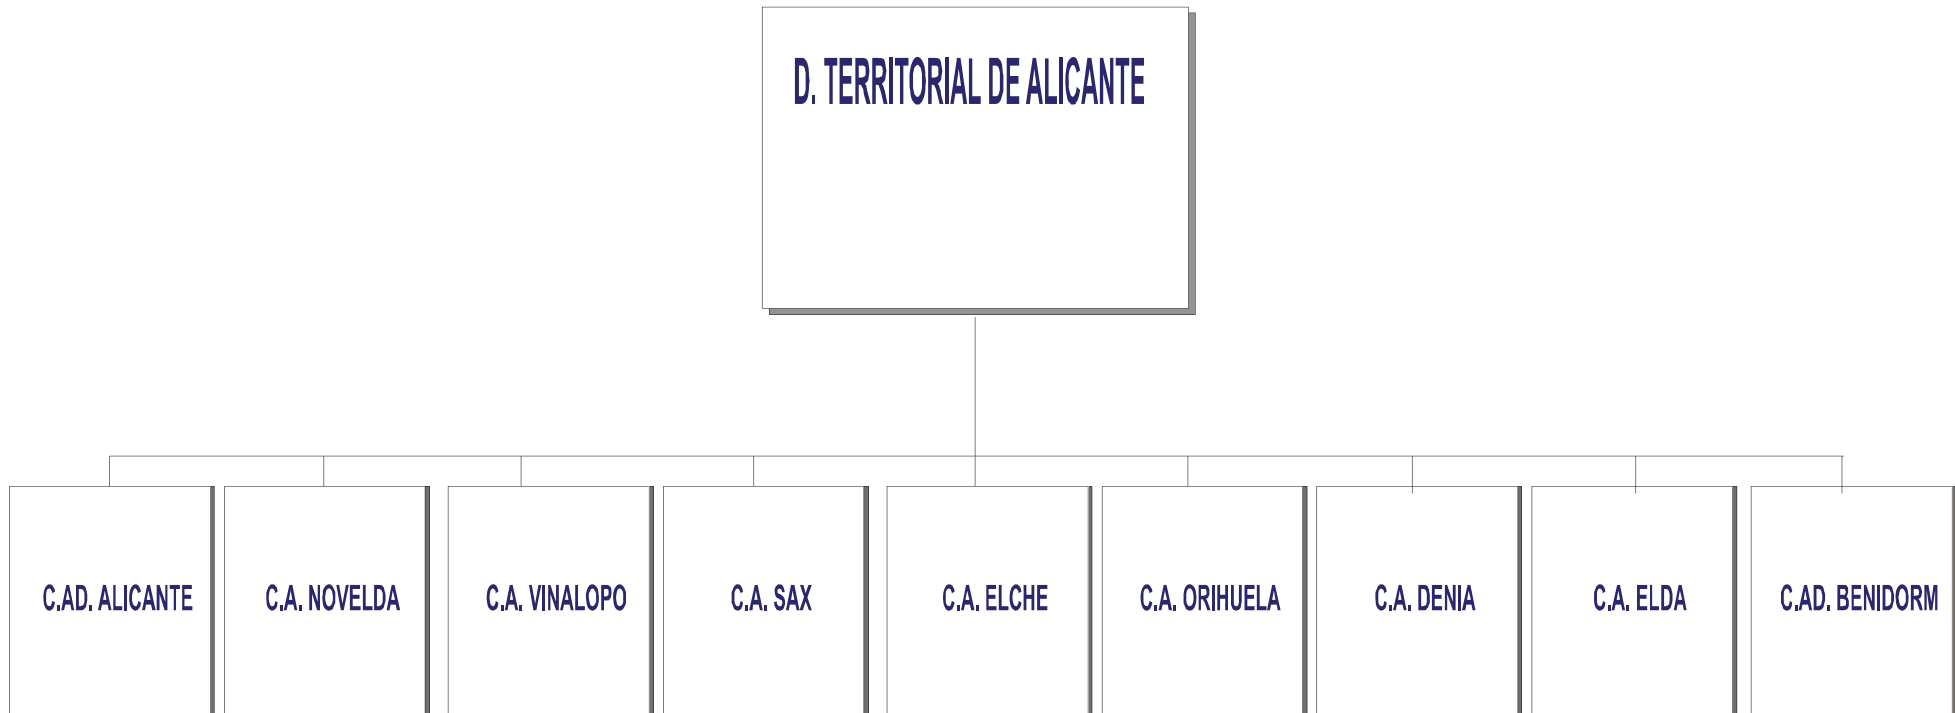 D. TERRITORIAL DE ALICANTE
C.AD. ALICANTE
C.A. NOVELDA
C.A. VINALOPO
C.A. SAX
C.A. ELCHE
C.A. ORIHUELA
C.A. DENIA
C.A. ELDA
C.AD. BENIDORM